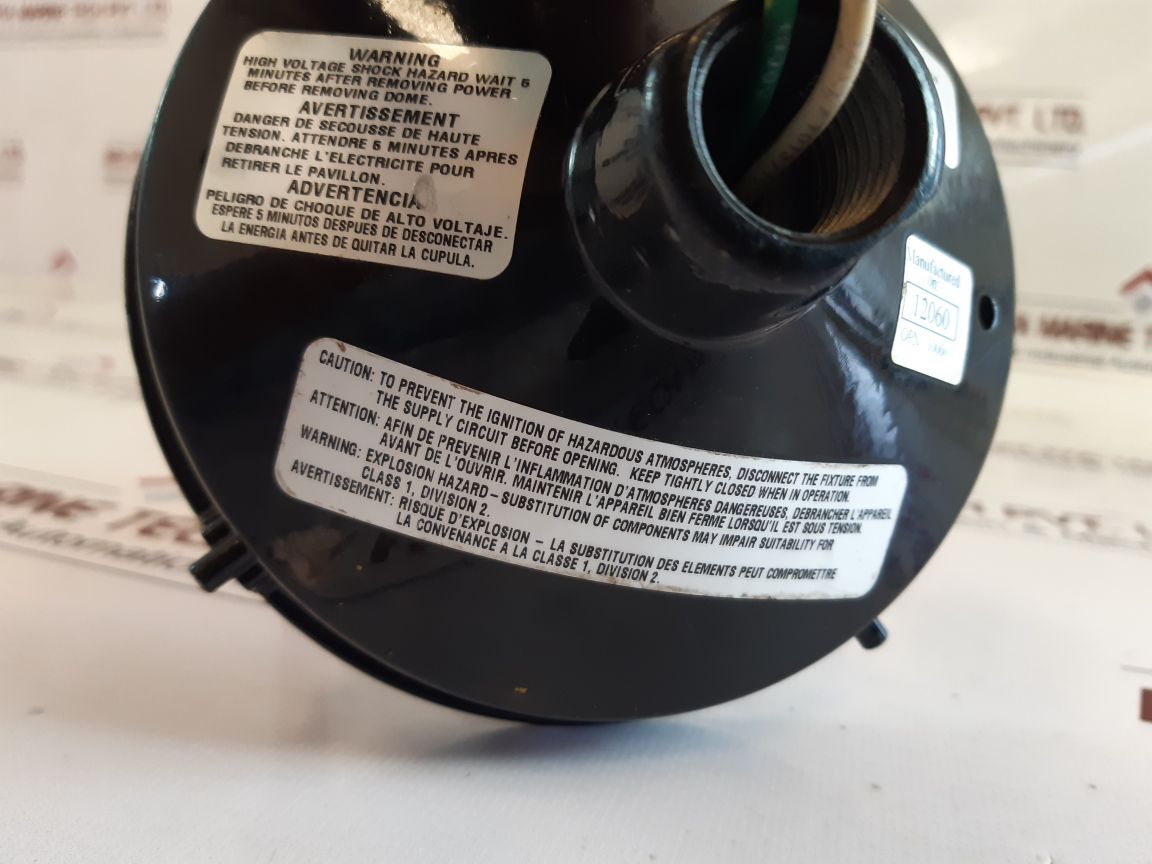 WARNING
HIGH VOLTAGE SHOCK HAZARD WAIT 5
MINUTES AFTER REMOVING POWER
BEFORE REMOVING DOME.
AVERTISSEMENT
DANGER DE SECOUSSE DE HAUTE
TENSION. ATTENDRE 5 MINUTES APRES
DEBRANCHE L'ELECTRICITE POUR
RETIRER LE PAVILLON.
ADVERTENCIA
PELIGRO DE CHOQUE DE ALTO VOLTAJE.
ESPERE 5 MINUTOS DESPUES DE DESCONECTAR
LA ENERGIA ANTES DE QUITAR LA CUPULA.
Manufactured
on:
12060
CAUTION: TO PREVENT THE IGNITION OF HAZARDOUS ATMOSPHERES, DISCONNECT THE FIXTURE FROM
THE SUPPLY CIRCUIT BEFORE OPENING. KEEP TIGHTLY CLOSED WHEN IN OPERATION.
ATTENTION: AFIN DE PREVENIR L'INFLAMMATION D'ATMOSPHERES DANGEREUSES, DEBRANCHER L'APPAREIL
AVANT DE L'OUVRIR. MAINTENIR L'APPAREIL BIEN FERME LORSQU'IL EST SOUS TENSION.
WARNING: EXPLOSION HAZARD – SUBSTITUTION OF COMPONENTS MAY IMPAIR SUITABILITY FOR
CLASS 1, DIVISION 2.
AVERTISSEMENT: RISQUE D'EXPLOSION – LA SUBSTITUTION DES ELEMENTS PEUT COMPROMETTRE
LA CONVENANCE A LA CLASSE 1, DIVISION 2.